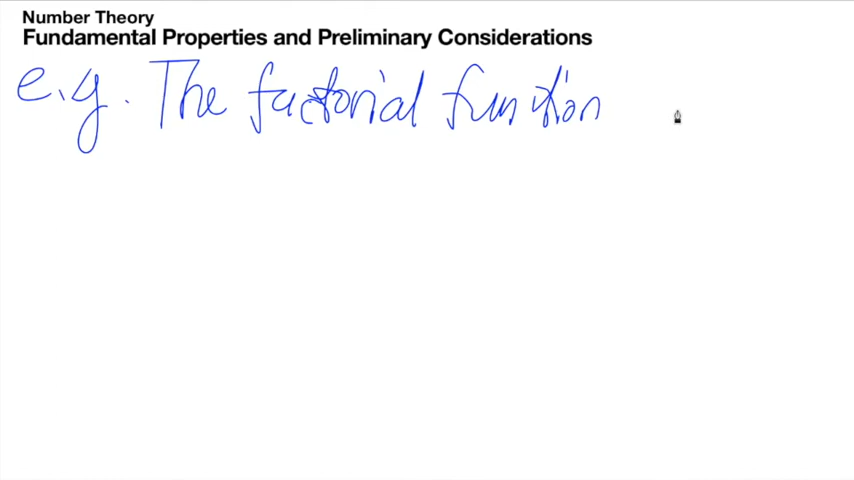 Number Theory
Fundamental Properties and Preliminary Considerations
e.g. The factorial function